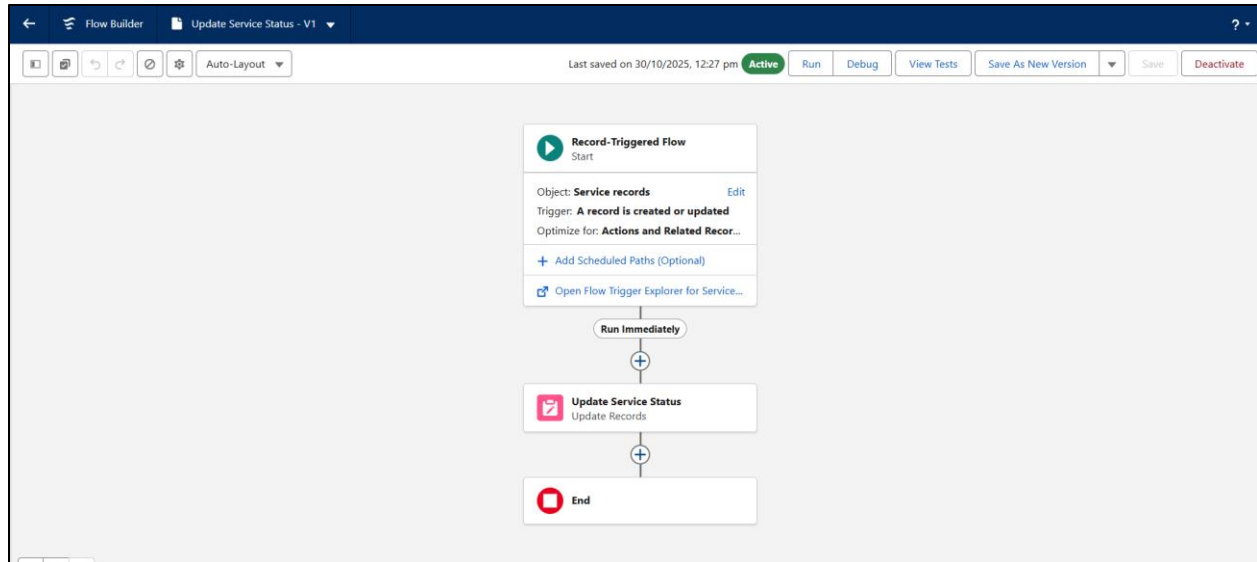 Flow Builder
Update Service Status - V1
?
Auto-Layout
Last saved on 30/10/2025, 12:27 pm
Active
Run
Debug
View Tests
Save As New Version
Save
Deactivate
Record-Triggered Flow
Start
Object: Service records
Edit
Trigger: A record is created or updated
Optimize for: Actions and Related Recor...
+ Add Scheduled Paths (Optional)
Open Flow Trigger Explorer for Service...
Run Immediately
Update Service Status
Update Records
End